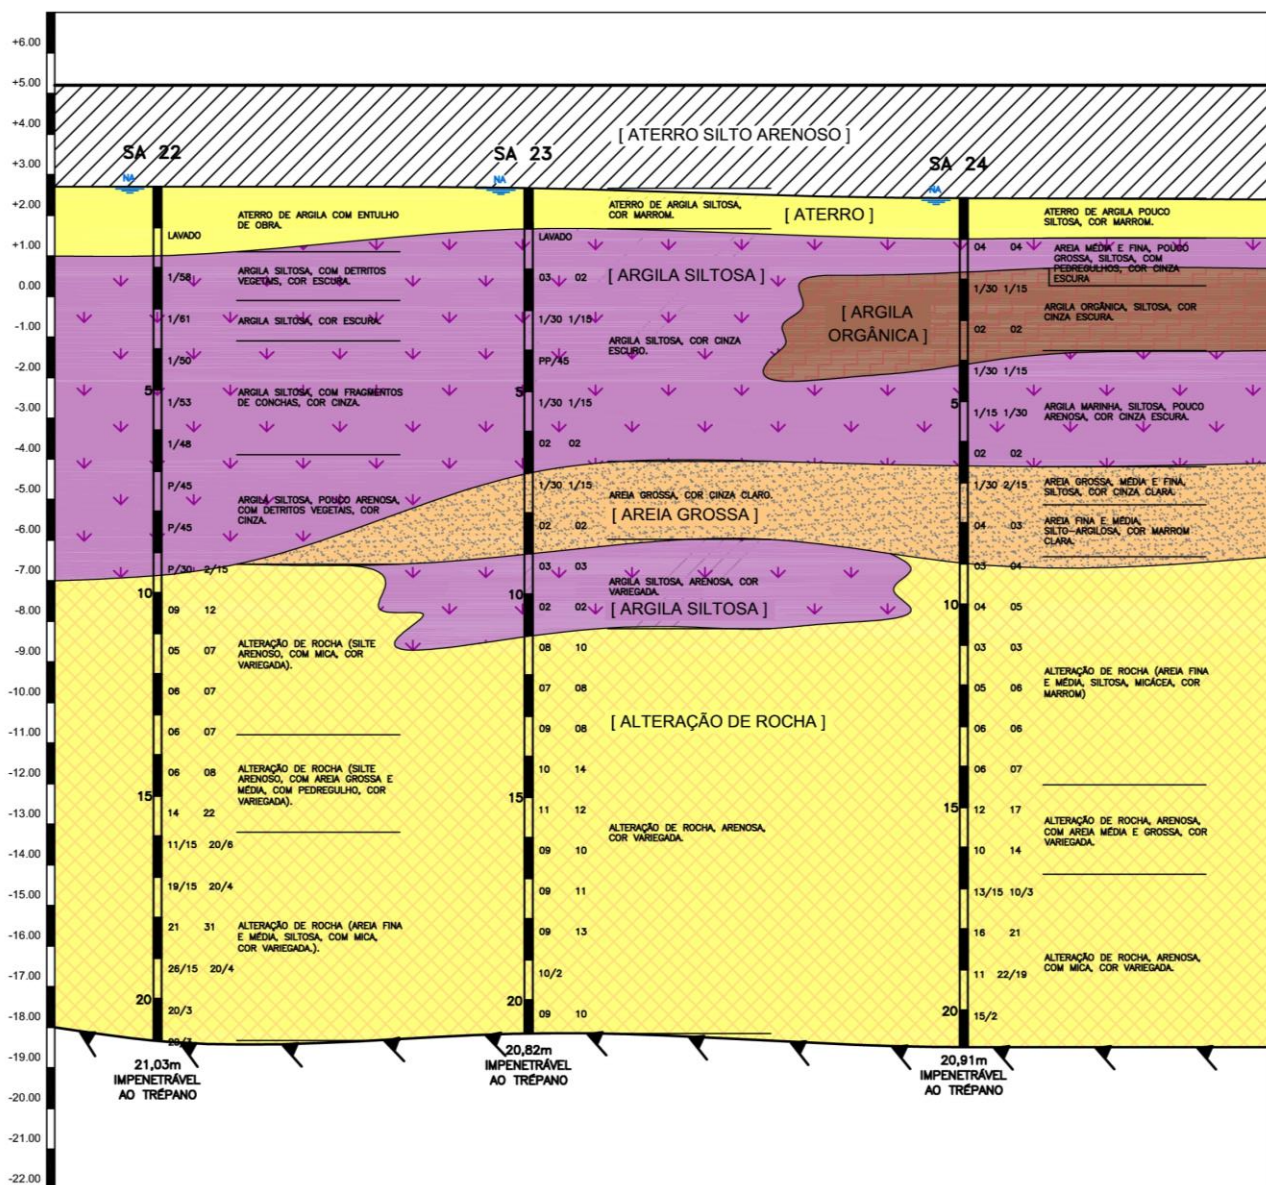 +6.00
+5.00
+4.00
+3.00
+2.00
+1.00
0.00
-1.00
-2.00
-3.00
-4.00
-5.00
-6.00
-7.00
-8.00
-9.00
-10.00
-11.00
-12.00
-13.00
-14.00
-15.00
-16.00
-17.00
-18.00
-19.00
-20.00
-21.00
-22.00
[ ATERRO SILTO ARENOSO ]
SA 22
NA
LAVADO
1/58
1/61
1/50
5
1/53
1/48
P/45
P/45
P/30 2/15
10
09 12
05 07
06 07
06 07
06 08
15
14 22
11/15 20/6
19/15 20/4
21 31
26/15 20/4
20
20/3
ATERRO DE ARGILA COM ENTULHO
DE OBRA.
ARGILA SILTOSA, COM DETRITOS
VEGETAIS, COR ESCURA.
ARGILA SILTOSA, COR ESCURA.
ARGILA SILTOSA, COM FRAGMENTOS
DE CONCHAS, COR CINZA.
ARGILA SILTOSA, POUCO ARENOSA,
COM DETRITOS VEGETAIS, COR
CINZA.
ALTERAÇÃO DE ROCHA (SILTE
ARENOSO, COM MICA, COR
VARIEGADA).
ALTERAÇÃO DE ROCHA (SILTE
ARENOSO, COM AREIA GROSSA E
MÉDIA, COM PEDREGULHO, COR
VARIEGADA).
ALTERAÇÃO DE ROCHA (AREIA FINA
E MÉDIA, SILTOSA, COM MICA,
COR VARIEGADA.).
21,03m
IMPENETRÁVEL
AO TRÉPANO
SA 23
NA
LAVADO
03 02
1/30 1/15
PP/45
5
1/30 1/15
02 02
1/30 1/15
02 02
03 03
10
02 02
08 10
07 08
09 08
10 14
15
11 12
09 10
09 11
09 13
10/2
20
09 10
ATERRO DE ARGILA SILTOSA,
COR MARROM.
[ ATERRO ]
[ ARGILA SILTOSA ]
ARGILA SILTOSA, COR CINZA
ESCURO.
[ ARGILA
ORGÂNICA ]
AREIA GROSSA, COR CINZA CLARO.
[ AREIA GROSSA ]
ARGILA SILTOSA, ARENOSA, COR
VARIEGADA.
[ ARGILA SILTOSA ]
[ ALTERAÇÃO DE ROCHA ]
ALTERAÇÃO DE ROCHA, ARENOSA,
COR VARIEGADA.
20,82m
IMPENETRÁVEL
AO TRÉPANO
SA 24
NA
04 04
1/30 1/15
02 02
1/30 1/15
5
1/15 1/30
02 02
1/30 2/15
04 03
03 04
10
04 05
03 03
05 06
06 06
06 07
15
12 17
10 14
13/15 10/3
16 21
11 22/19
20
15/2
ATERRO DE ARGILA POUCO
SILTOSA, COR MARROM.
AREIA MÉDIA E FINA, POUCO
GROSSA, SILTOSA, COM
PEDREGULHOS, COR CINZA
ESCURA
ARGILA ORGÂNICA, SILTOSA, COR
CINZA ESCURA.
ARGILA MARINHA, SILTOSA, POUCO
ARENOSA, COR CINZA ESCURA.
AREIA GROSSA, MÉDIA E FINA,
SILTOSA, COR CINZA CLARA.
AREIA FINA E MÉDIA,
SILTO-ARGILOSA, COR MARROM
CLARA.
ALTERAÇÃO DE ROCHA (AREIA FINA
E MÉDIA, SILTOSA, MICÁCEA, COR
MARROM)
ALTERAÇÃO DE ROCHA, ARENOSA,
COM AREIA MÉDIA E GROSSA, COR
VARIEGADA.
ALTERAÇÃO DE ROCHA, ARENOSA,
COM MICA, COR VARIEGADA.
20,91m
IMPENETRÁVEL
AO TRÉPANO